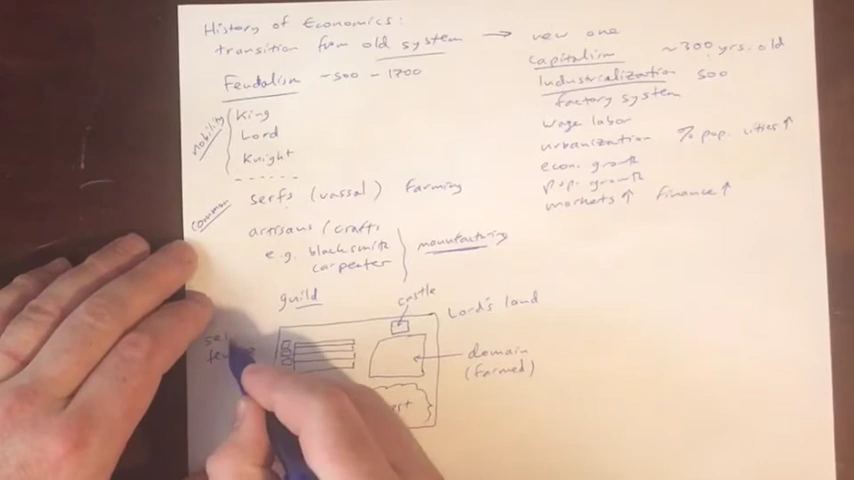 History of Economics:
transition from old system → new one
Feudalism ~500 - 1700
Nobility
King
Lord
Knight
common
serfs (vassal) farming
artisans / crafts
e.g. blacksmith
carpenter
manufacturing
guild
capitalism ~300 yrs. old
Industrialization 500
factory system
wage labor
urbanization % pop. cities ↑
econ. growth
pop. growth
markets ↑ finance ↑
castle
Lord's land
domain
(farmed)